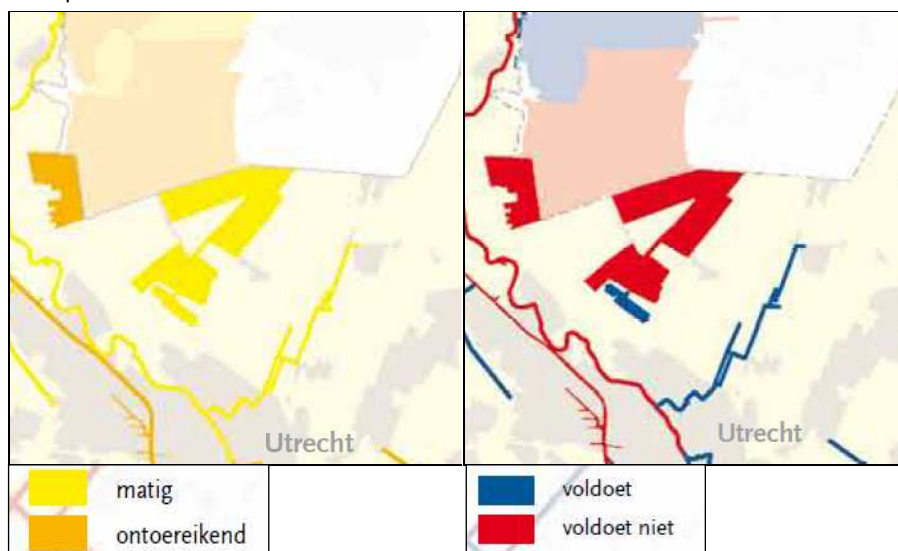 Utrecht
Utrecht
matig
ontoereikend
voldoet
voldoet niet